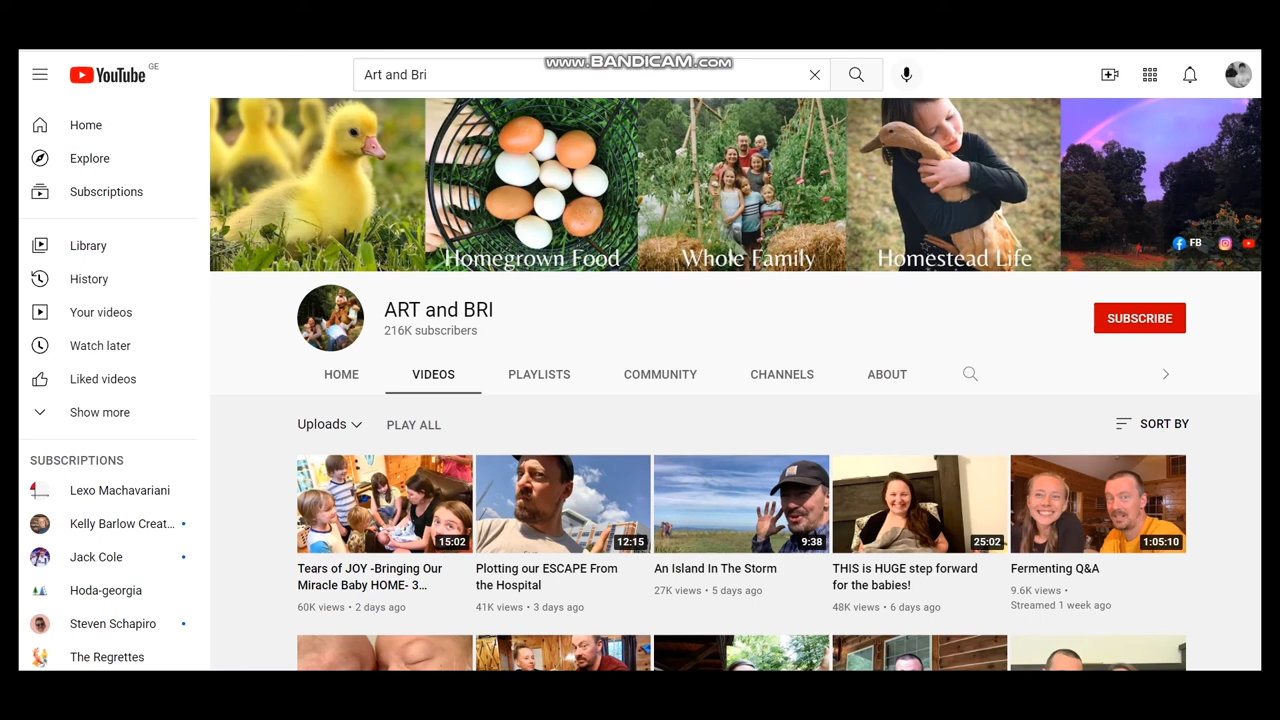 www.BANDICAM.com
YouTube GE
Art and Bri
Home
Explore
Subscriptions
Library
History
Your videos
Watch later
Liked videos
Show more
SUBSCRIPTIONS
Lexo Machavariani
Kelly Barlow Creat...
Jack Cole
Hoda-georgia
Steven Schapiro
The Regrettes
Homegrown Food
Whole Family
Homestead Life
FB
ART and BRI
216K subscribers
SUBSCRIBE
HOME
VIDEOS
PLAYLISTS
COMMUNITY
CHANNELS
ABOUT
Uploads
PLAY ALL
SORT BY
15:02
12:15
9:38
25:02
1:05:10
Tears of JOY -Bringing Our
Miracle Baby HOME- 3...
60K views • 2 days ago
Plotting our ESCAPE From
the Hospital
41K views • 3 days ago
An Island In The Storm
27K views • 5 days ago
THIS is HUGE step forward
for the babies!
48K views • 6 days ago
Fermenting Q&A
9.6K views •
Streamed 1 week ago